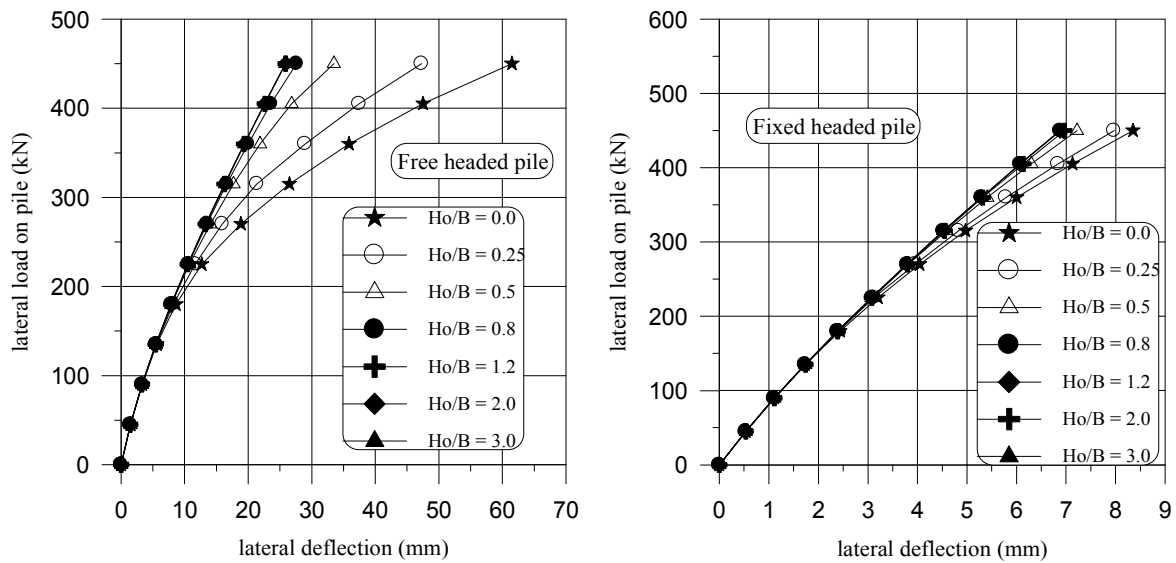 500
400
300
200
100
0
lateral load on pile (kN)
Free headed pile
Ho/B = 0.0
Ho/B = 0.25
Ho/B = 0.5
Ho/B = 0.8
Ho/B = 1.2
Ho/B = 2.0
Ho/B = 3.0
0 10 20 30 40 50 60 70
lateral deflection (mm)
600
500
400
300
200
100
0
lateral load on pile (kN)
Fixed headed pile
Ho/B = 0.0
Ho/B = 0.25
Ho/B = 0.5
Ho/B = 0.8
Ho/B = 1.2
Ho/B = 2.0
Ho/B = 3.0
0 1 2 3 4 5 6 7 8 9
lateral deflection (mm)